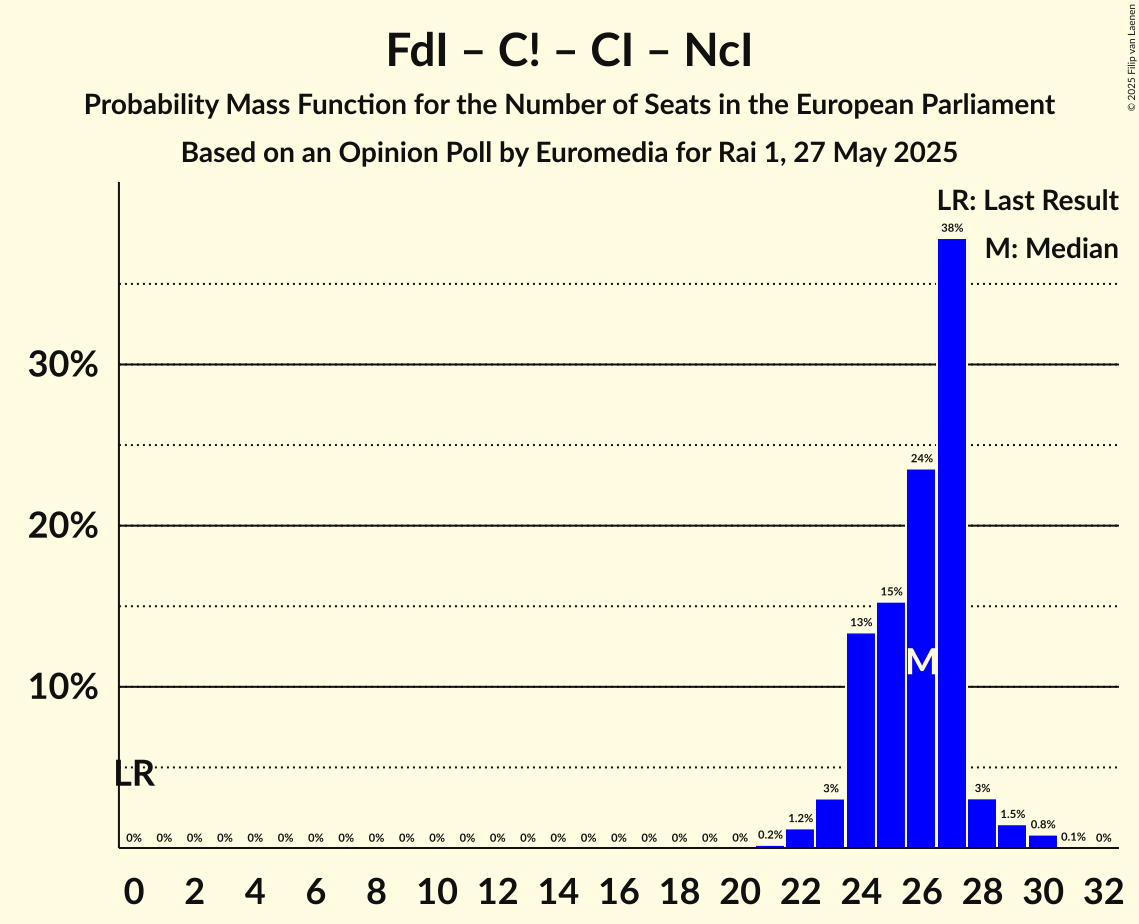 FdI – C! – CI – NcI
Probability Mass Function for the Number of Seats in the European Parliament
Based on an Opinion Poll by Euromedia for Rai 1, 27 May 2025
© 2025 Filip van Laenen
LR: Last Result
M: Median
38%
30%
24%
20%
15%
13%
M
10%
LR
0% 0% 0% 0% 0% 0% 0% 0% 0% 0% 0% 0% 0% 0% 0% 0% 0% 0% 0% 0% 0% 0.2% 1.2% 3% 3% 1.5% 0.8% 0.1% 0%
0 2 4 6 8 10 12 14 16 18 20 22 24 26 28 30 32